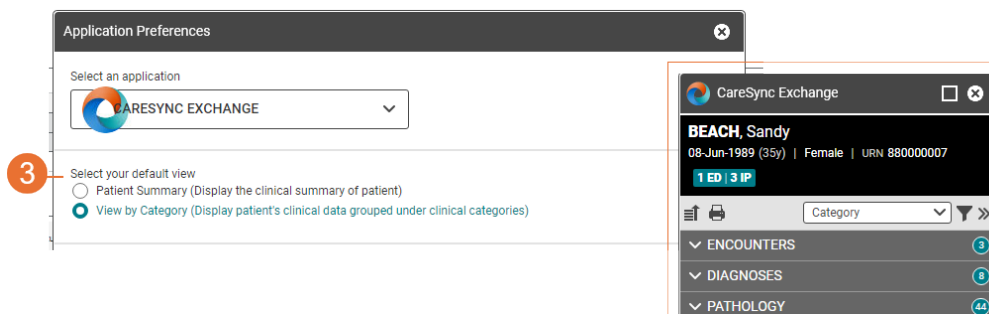 Application Preferences
Select an application
CARESYNC EXCHANGE
3
Select your default view
Patient Summary (Display the clinical summary of patient)
View by Category (Display patient's clinical data grouped under clinical categories)
CareSync Exchange
BEACH, Sandy
08-Jun-1989 (35y) | Female | URN 880000007
1 ED | 3 IP
Category
ENCOUNTERS 3
DIAGNOSES 8
PATHOLOGY 44